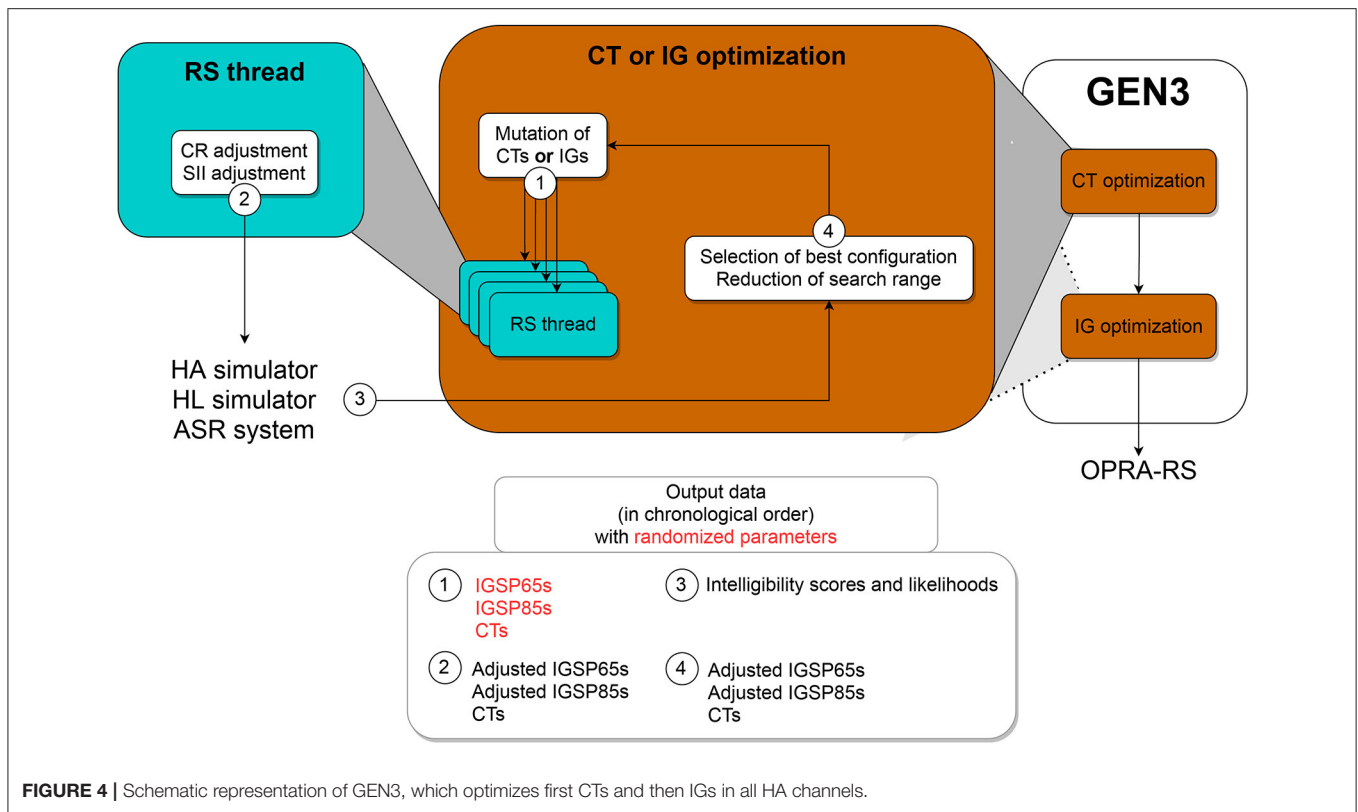 RS thread
CR adjustment
SII adjustment
2
HA simulator
HL simulator
ASR system
3
CT or IG optimization
Mutation of
CTs or IGs
1
RS thread
4
Selection of best configuration
Reduction of search range
GEN3
CT optimization
IG optimization
OPRA-RS
Output data
(in chronological order)
with randomized parameters
1
IGSP65s
IGSP85s
CTs
2
Adjusted IGSP65s
Adjusted IGSP85s
CTs
3
Intelligibility scores and likelihoods
4
Adjusted IGSP65s
Adjusted IGSP85s
CTs
FIGURE 4 | Schematic representation of GEN3, which optimizes first CTs and then IGs in all HA channels.